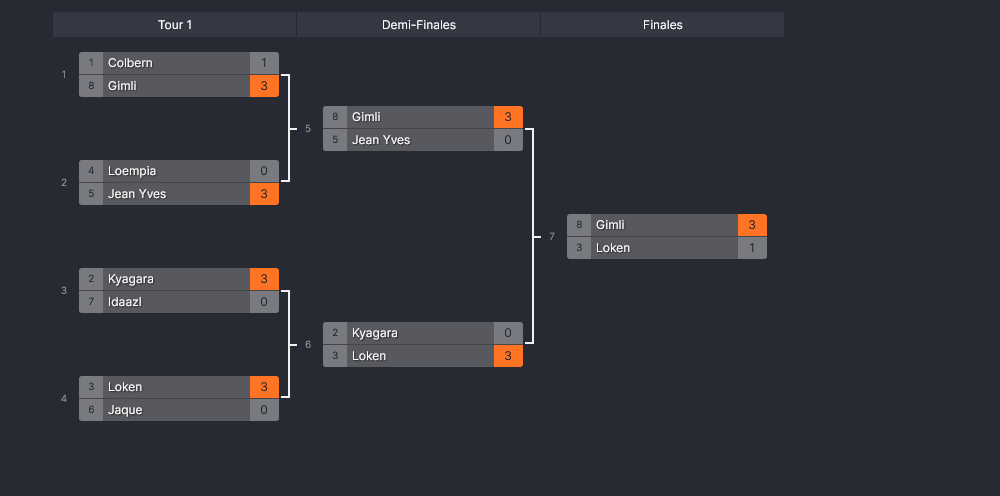 Tour 1 Demi-Finales Finales
1 1 Colbern 1
8 Gimli 3
2 4 Loempia 0
5 Jean Yves 3
3 2 Kyagara 3
7 Idaazl 0
4 3 Loken 3
6 Jaque 0
5 8 Gimli 3
5 Jean Yves 0
6 2 Kyagara 0
3 Loken 3
7 8 Gimli 3
3 Loken 1